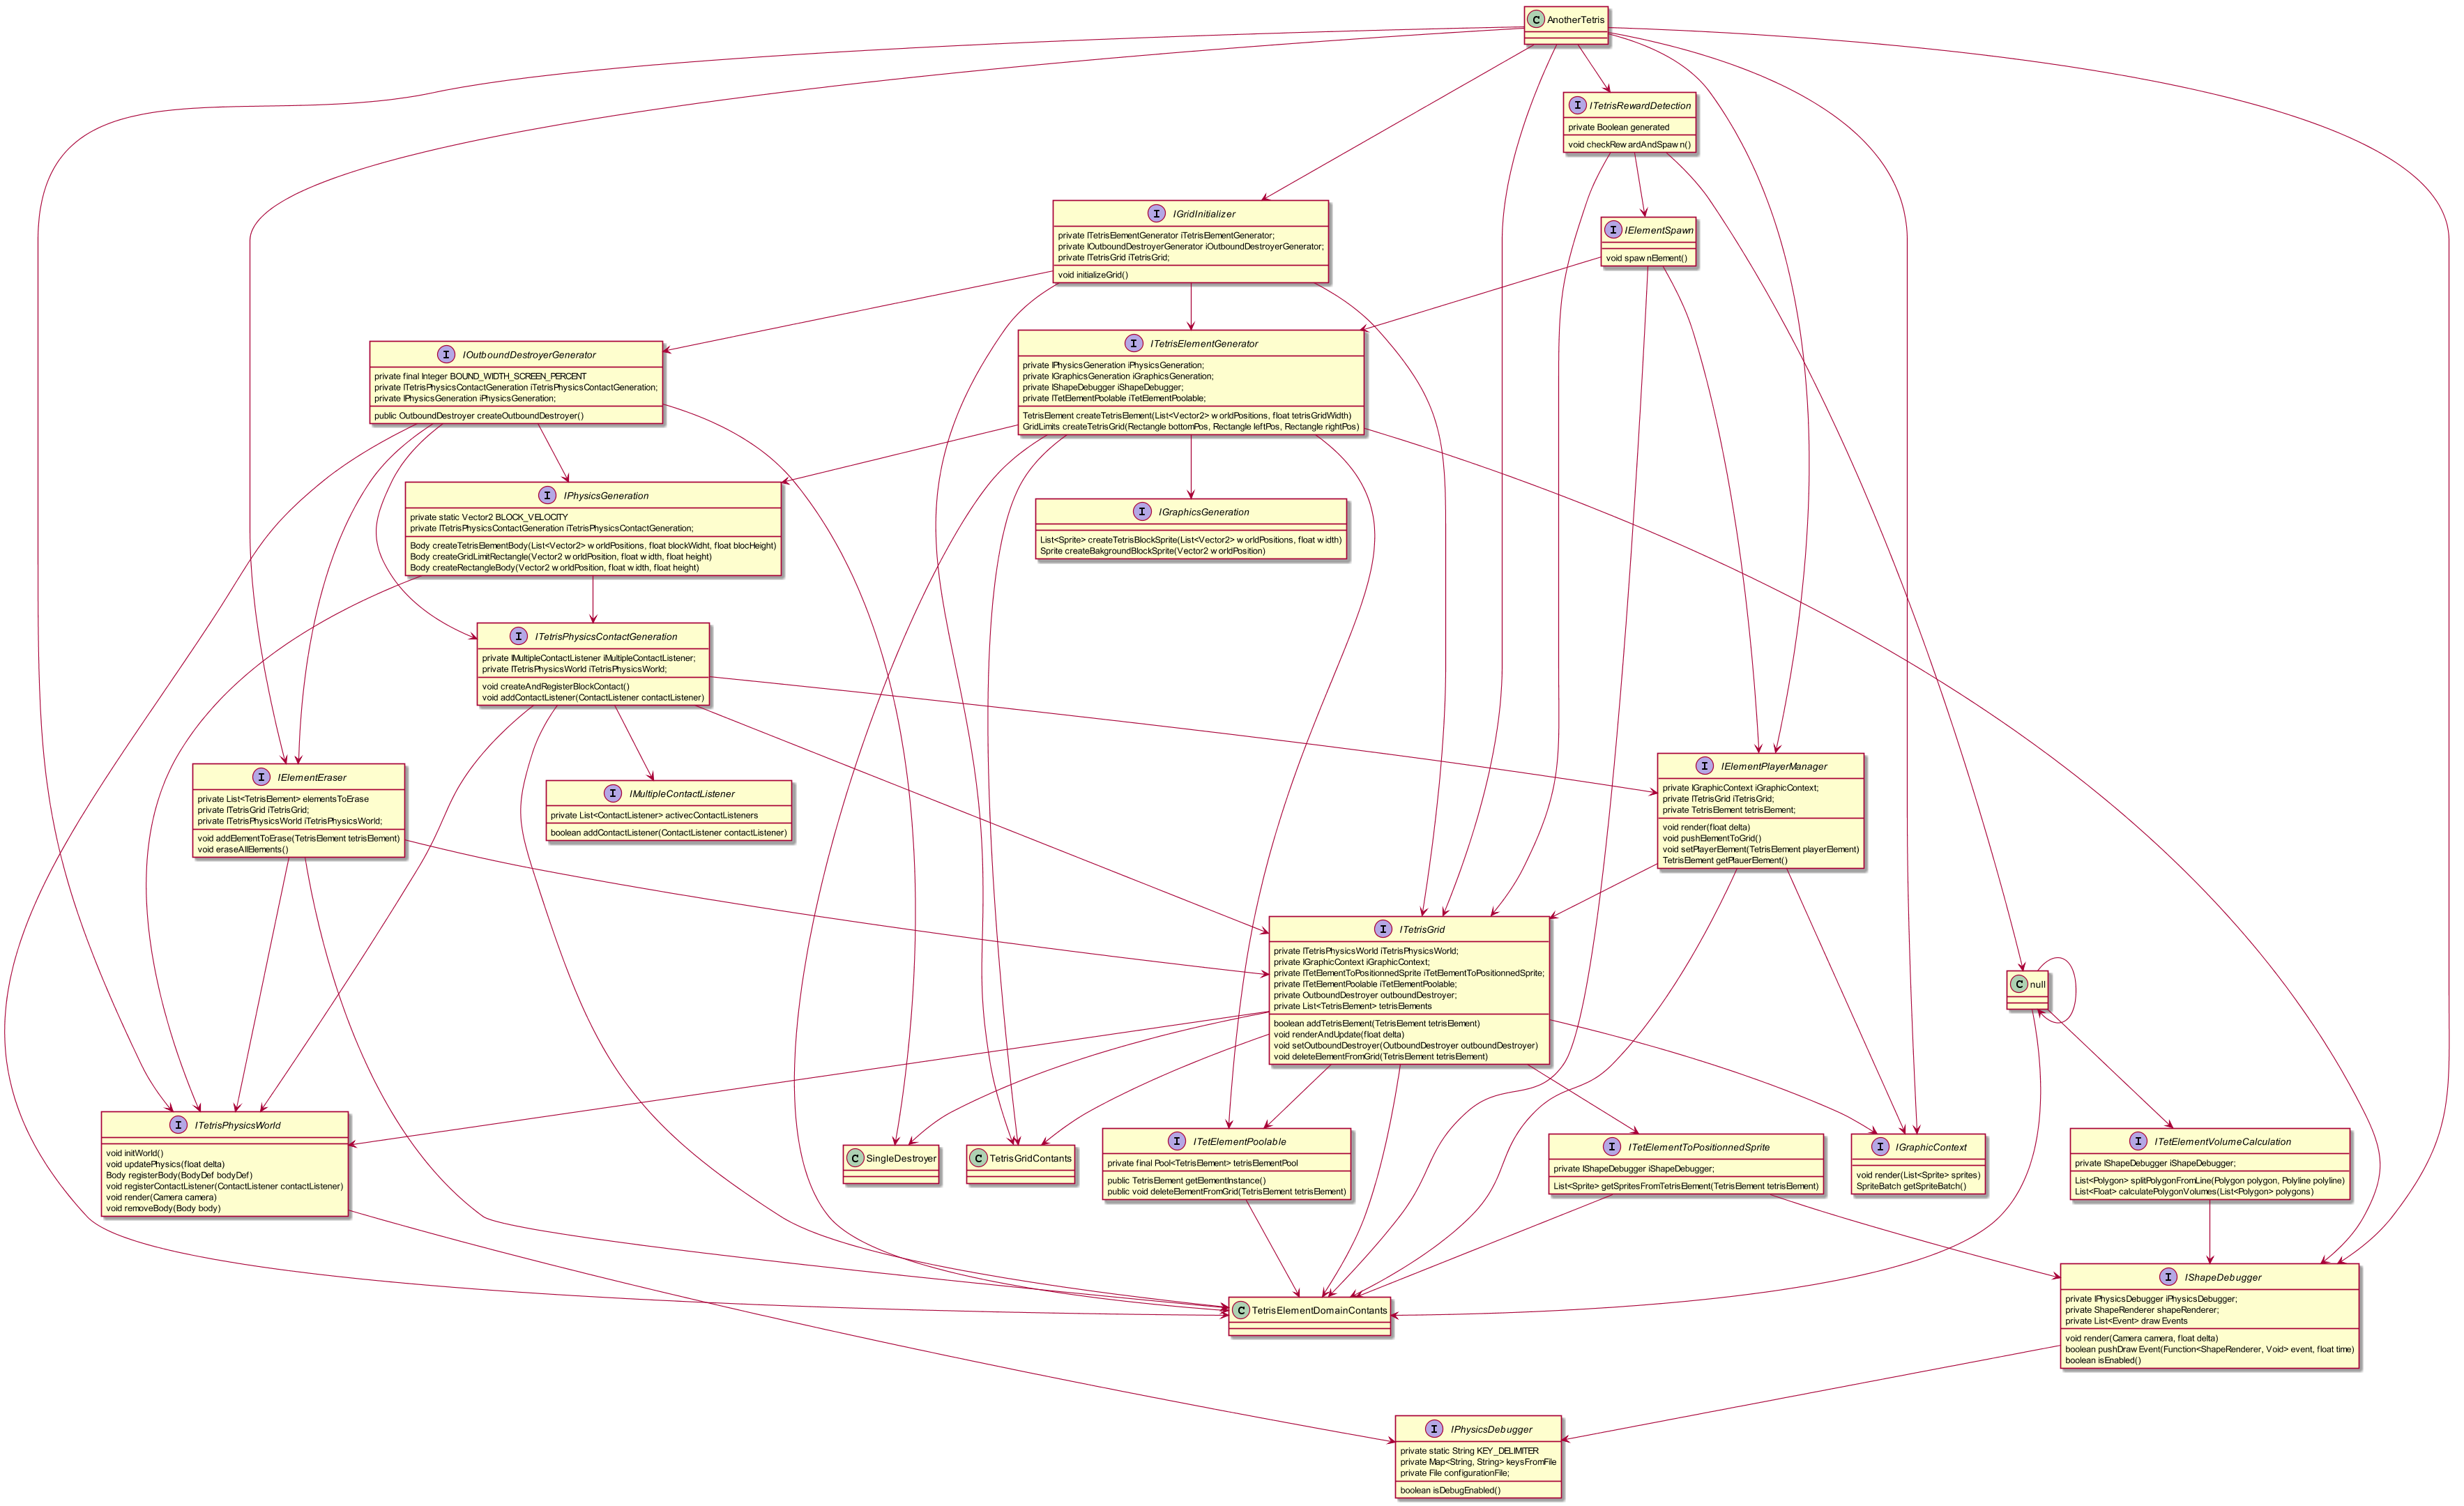 C AnotherTetris
I ITetrisRewardDetection
private Boolean generated
void checkRewardAndSpawn()
I IGridInitializer
private ITetrisElementGenerator iTetrisElementGenerator;
private IOutboundDestroyerGenerator iOutboundDestroyerGenerator;
private ITetrisGrid iTetrisGrid;
void initializeGrid()
I IElementSpawn
void spawnElement()
I IOutboundDestroyerGenerator
private final Integer BOUND_WIDTH_SCREEN_PERCENT
private ITetrisPhysicsContactGeneration iTetrisPhysicsContactGeneration;
private IPhysicsGeneration iPhysicsGeneration;
public OutboundDestroyer createOutboundDestroyer()
I ITetrisElementGenerator
private IPhysicsGeneration iPhysicsGeneration;
private IGraphicsGeneration iGraphicsGeneration;
private IShapeDebugger iShapeDebugger;
private ITetElementPoolable iTetElementPoolable;
TetrisElement createTetrisElement(List<Vector2> worldPositions, float tetrisGridWidth)
GridLimits createTetrisGrid(Rectangle bottomPos, Rectangle leftPos, Rectangle rightPos)
I IPhysicsGeneration
private static Vector2 BLOCK_VELOCITY
private ITetrisPhysicsContactGeneration iTetrisPhysicsContactGeneration;
Body createTetrisElementBody(List<Vector2> worldPositions, float blockWidht, float blocHeight)
Body createGridLimitRectangle(Vector2 worldPosition, float width, float height)
Body createRectangleBody(Vector2 worldPosition, float width, float height)
I IGraphicsGeneration
List<Sprite> createTetrisBlockSprite(List<Vector2> worldPositions, float width)
Sprite createBakgroundBlockSprite(Vector2 worldPosition)
I ITetrisPhysicsContactGeneration
private IMultipleContactListener iMultipleContactListener;
private ITetrisPhysicsWorld iTetrisPhysicsWorld;
void createAndRegisterBlockContact()
void addContactListener(ContactListener contactListener)
I IElementEraser
private List<TetrisElement> elementsToErase
private ITetrisGrid iTetrisGrid;
private ITetrisPhysicsWorld iTetrisPhysicsWorld;
void addElementToErase(TetrisElement tetrisElement)
void eraseAllElements()
I IMultipleContactListener
private List<ContactListener> activecContactListeners
boolean addContactListener(ContactListener contactListener)
I IElementPlayerManager
private IGraphicContext iGraphicContext;
private ITetrisGrid iTetrisGrid;
private TetrisElement tetrisElement;
void render(float delta)
void pushElementToGrid()
void setPlayerElement(TetrisElement playerElement)
TetrisElement getPlauerElement()
I ITetrisGrid
private ITetrisPhysicsWorld iTetrisPhysicsWorld;
private IGraphicContext iGraphicContext;
private ITetElementToPositionnedSprite iTetElementToPositionnedSprite;
private ITetElementPoolable iTetElementPoolable;
private OutboundDestroyer outboundDestroyer;
private List<TetrisElement> tetrisElements
boolean addTetrisElement(TetrisElement tetrisElement)
void renderAndUpdate(float delta)
void setOutboundDestroyer(OutboundDestroyer outboundDestroyer)
void deleteElementFromGrid(TetrisElement tetrisElement)
C null
I ITetrisPhysicsWorld
void initWorld()
void updatePhysics(float delta)
Body registerBody(BodyDef bodyDef)
void registerContactListener(ContactListener contactListener)
void render(Camera camera)
void removeBody(Body body)
C SingleDestroyer
C TetrisGridContants
I ITetElementPoolable
private final Pool<TetrisElement> tetrisElementPool
public TetrisElement getElementInstance()
public void deleteElementFromGrid(TetrisElement tetrisElement)
I ITetElementToPositionnedSprite
private IShapeDebugger iShapeDebugger;
List<Sprite> getSpritesFromTetrisElement(TetrisElement tetrisElement)
I IGraphicContext
void render(List<Sprite> sprites)
SpriteBatch getSpriteBatch()
I ITetElementVolumeCalculation
private IShapeDebugger iShapeDebugger;
List<Polygon> splitPolygonFromLine(Polygon polygon, Polyline polyline)
List<Float> calculatePolygonVolumes(List<Polygon> polygons)
C TetrisElementDomainContants
I IShapeDebugger
private IPhysicsDebugger iPhysicsDebugger;
private ShapeRenderer shapeRenderer;
private List<Event> drawEvents
void render(Camera camera, float delta)
boolean pushDrawEvent(Function<ShapeRenderer, Void> event, float time)
boolean isEnabled()
I IPhysicsDebugger
private static String KEY_DELIMITER
private Map<String, String> keysFromFile
private File configurationFile;
boolean isDebugEnabled()